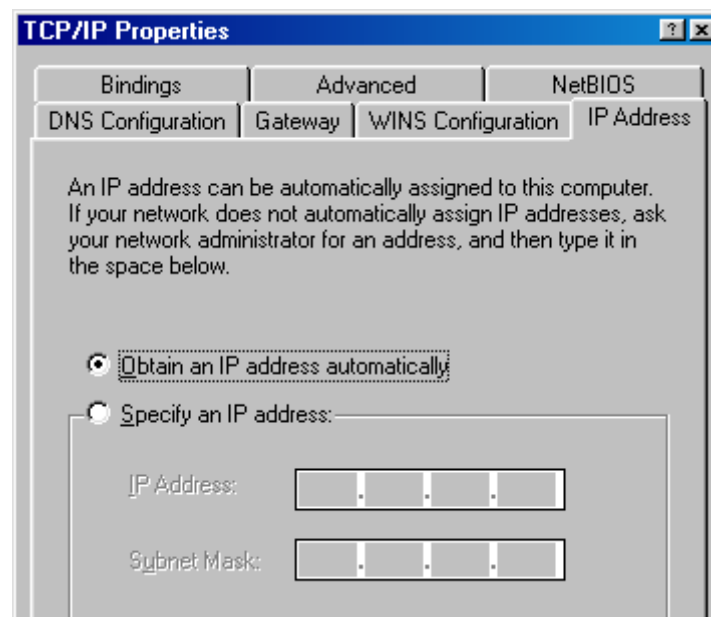 TCP/IP Properties
Bindings Advanced NetBIOS
DNS Configuration Gateway WINS Configuration IP Address
An IP address can be automatically assigned to this computer.
If your network does not automatically assign IP addresses, ask
your network administrator for an address, and then type it in
the space below.
Obtain an IP address automatically
Specify an IP address:
IP Address:
Subnet Mask: